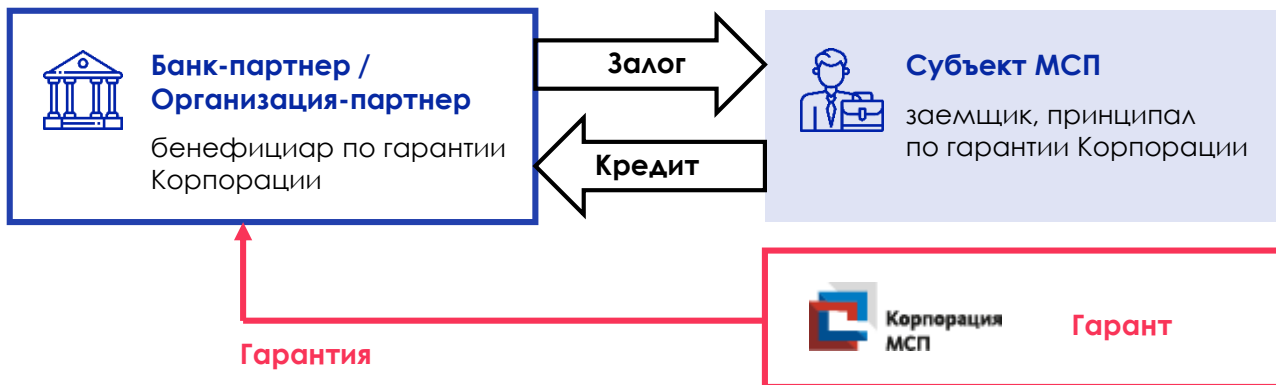 Банк-партнер /
Организация-партнер
бенефициар по гарантии
Корпорации
Залог
Кредит
Субъект МСП
заемщик, принципал
по гарантии Корпорации
Корпорация
МСП
Гарант
Гарантия